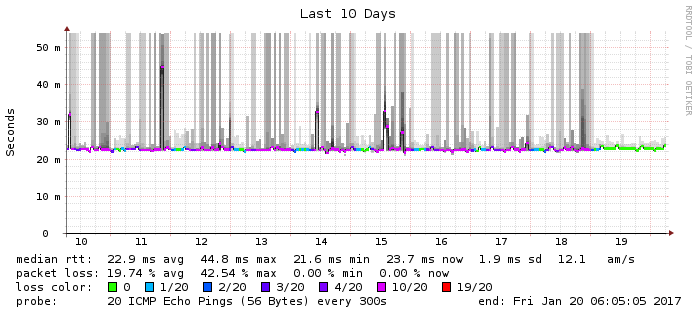 Last 10 Days
RRDTOOL / TOBI OETIKER
Seconds
50 m
40 m
30 m
20 m
10 m
0
10 11 12 13 14 15 16 17 18 19
median rtt: 22.9 ms avg 44.8 ms max 21.6 ms min 23.7 ms now 1.9 ms sd 12.1 am/s
packet loss: 19.74 % avg 42.54 % max 0.00 % min 0.00 % now
loss color: 0 1/20 2/20 3/20 4/20 10/20 19/20
probe: 20 ICMP Echo Pings (56 Bytes) every 300s end: Fri Jan 20 06:05:05 2017